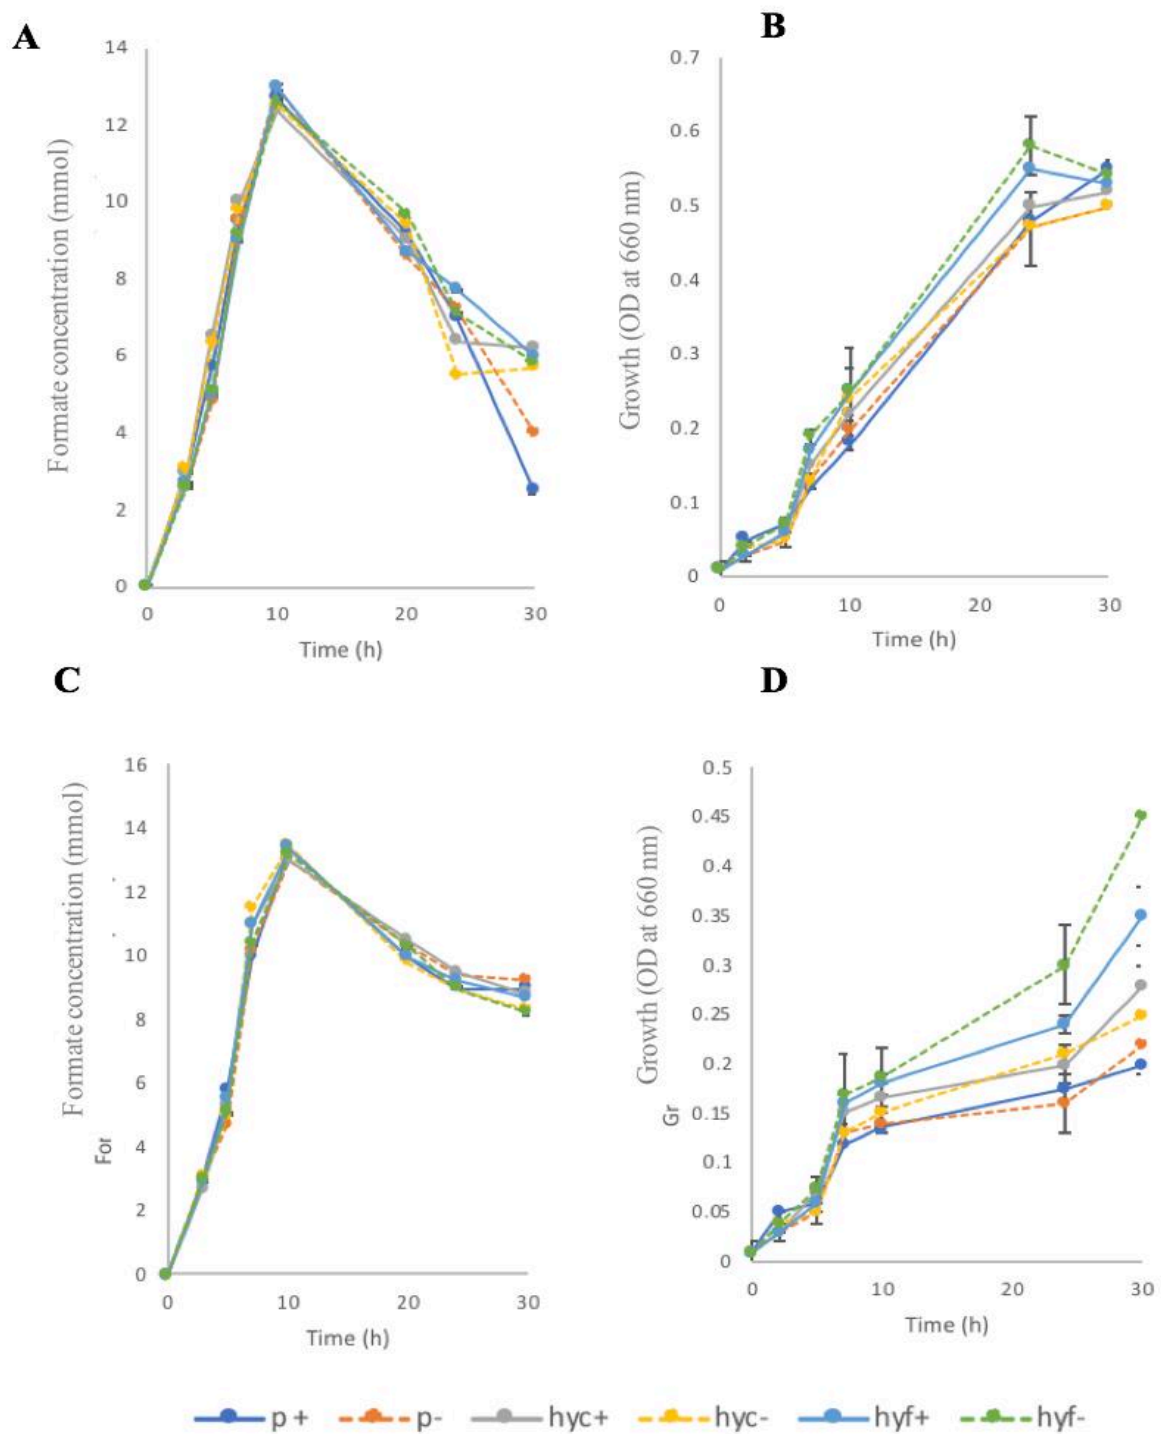 A
B
14
12
10
8
6
4
2
0
Formate concentration (mmol)
0 10 20 30
Time (h)
0.7
0.6
0.5
0.4
0.3
0.2
0.1
0
Growth (OD at 660 nm)
0 10 20 30
Time (h)
C
D
16
14
12
10
8
6
4
2
0
Formate concentration (mmol)
For
0 10 20 30
Time (h)
0.5
0.45
0.4
0.35
0.3
0.25
0.2
0.15
0.1
0.05
0
Growth (OD at 660 nm)
Gr
0 10 20 30
Time (h)
p + p- hyc+ hyc- hyf+ hyf-